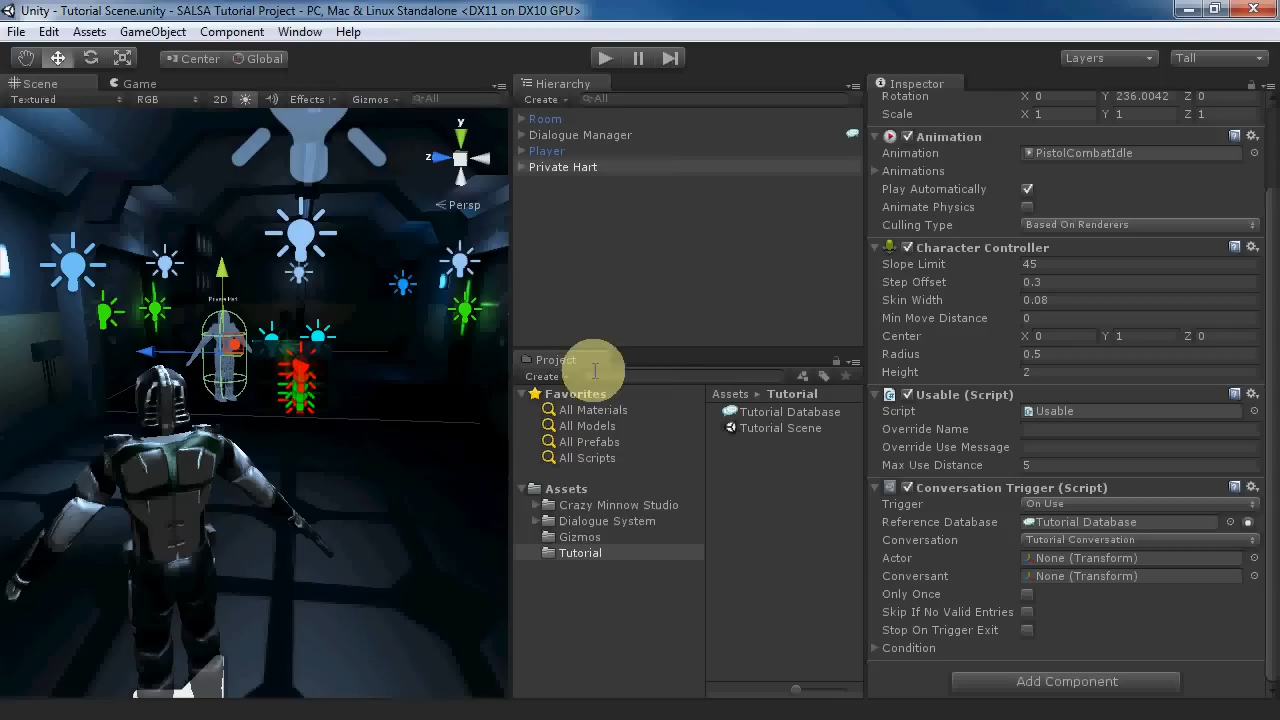 Unity - Tutorial Scene.unity - SALSA Tutorial Project - PC, Mac & Linux Standalone <DX11 on DX10 GPU>
File Edit Assets GameObject Component Window Help
Center Global Layers Tall
Scene Game
Textured RGB 2D Effects Gizmos All
y
z
Persp
Private Hart
Hierarchy
Create All
Room
Dialogue Manager
Player
Private Hart
Project
Create
Favorites
All Materials
All Models
All Prefabs
All Scripts
Assets
Crazy Minnow Studio
Dialogue System
Gizmos
Tutorial
Assets Tutorial
Tutorial Database
Tutorial Scene
Inspector
Rotation X 0 Y 236.0042 Z 0
Scale X 1 Y 1 Z 1
Animation
Animation PistolCombatIdle
Animations
Play Automatically
Animate Physics
Culling Type Based On Renderers
Character Controller
Slope Limit 45
Step Offset 0.3
Skin Width 0.08
Min Move Distance 0
Center X 0 Y 1 Z 0
Radius 0.5
Height 2
Usable (Script)
Script Usable
Override Name
Override Use Message
Max Use Distance 5
Conversation Trigger (Script)
Trigger On Use
Reference Database Tutorial Database
Conversation Tutorial Conversation
Actor None (Transform)
Conversant None (Transform)
Only Once
Skip If No Valid Entries
Stop On Trigger Exit
Condition
Add Component